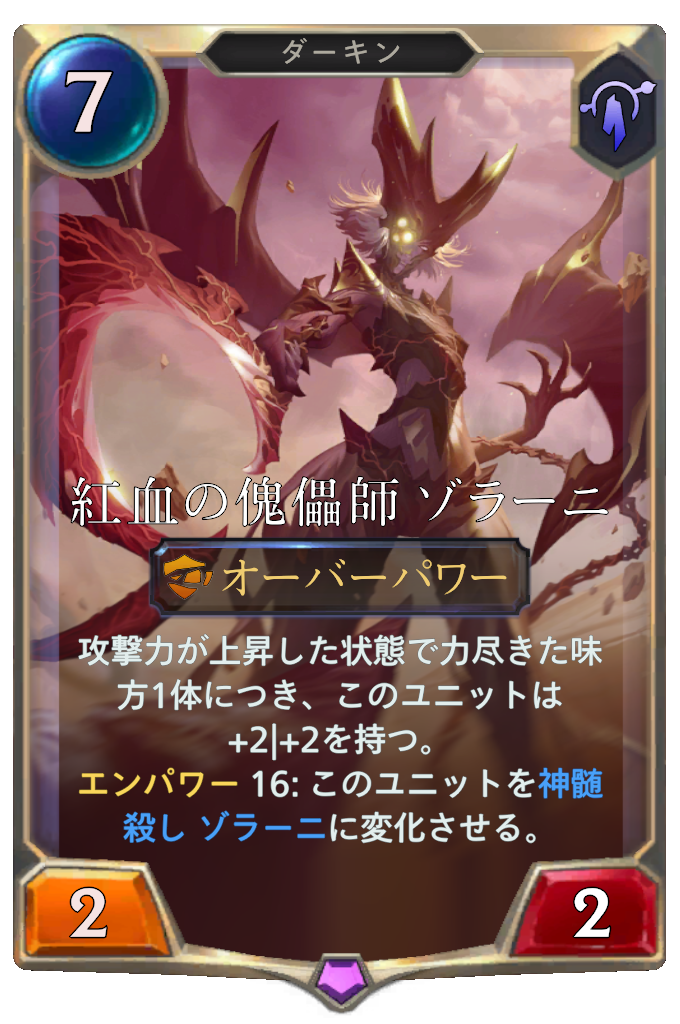 ダーキン
7
紅血の傀儡師 ゾラーニ
オーバーパワー
攻撃力が上昇した状態で力尽きた味
方1体につき、このユニットは
+2|+2を持つ。
エンパワー 16: このユニットを神髄
殺し ゾラーニに変化させる。
2
2